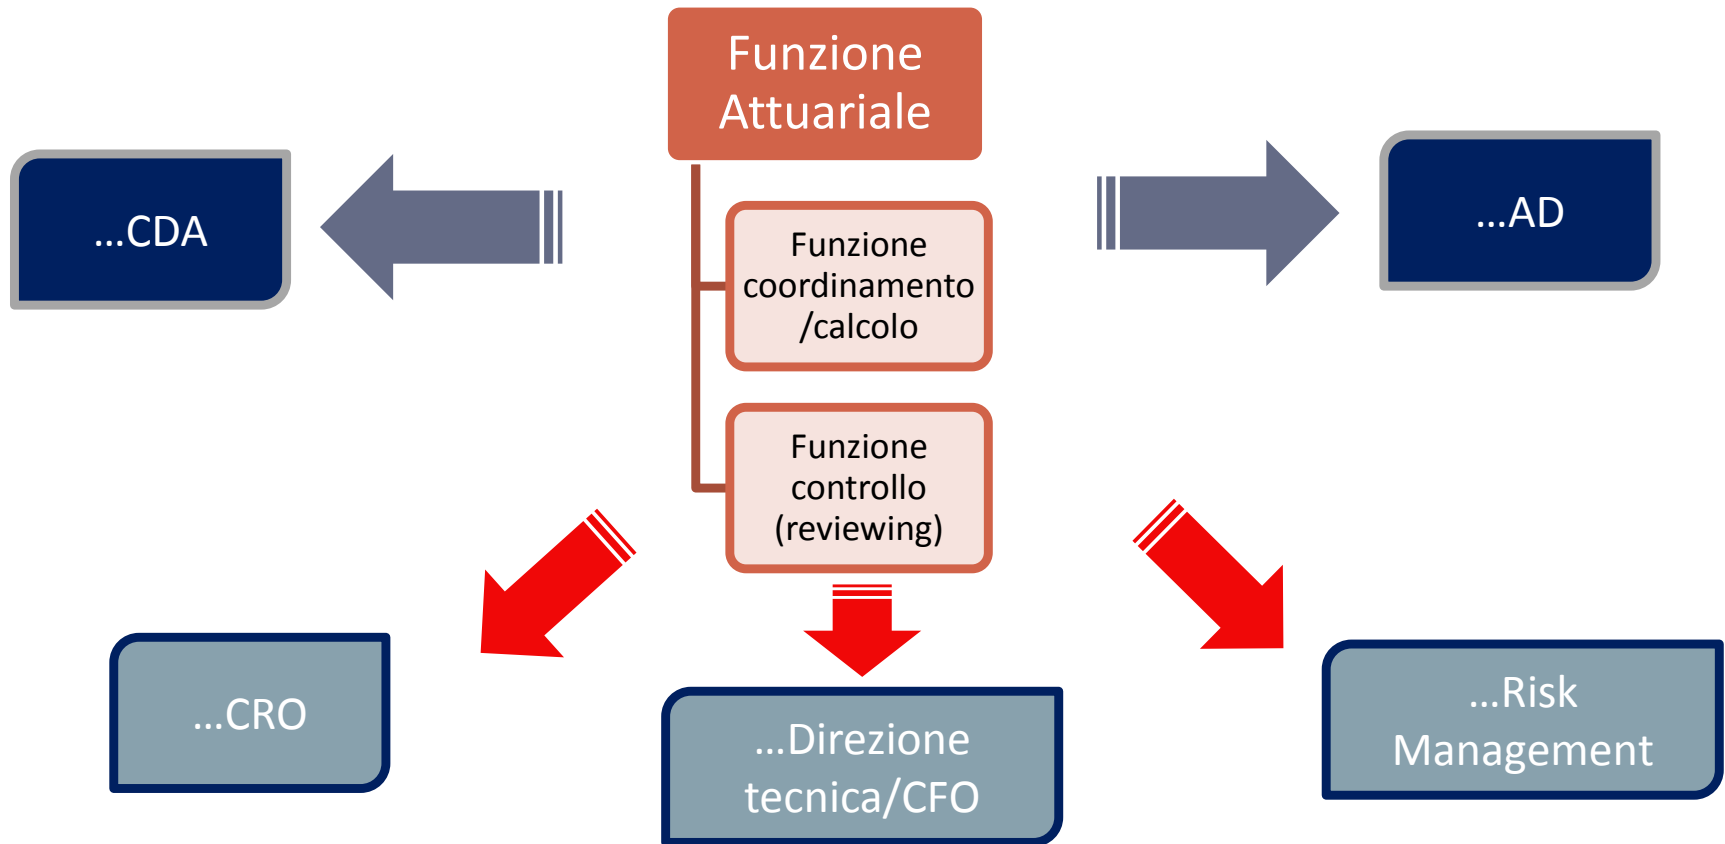 Funzione
Attuariale
...CDA
...AD
Funzione
coordinamento
/calcolo
Funzione
controllo
(reviewing)
...CRO
...Direzione
tecnica/CFO
...Risk
Management